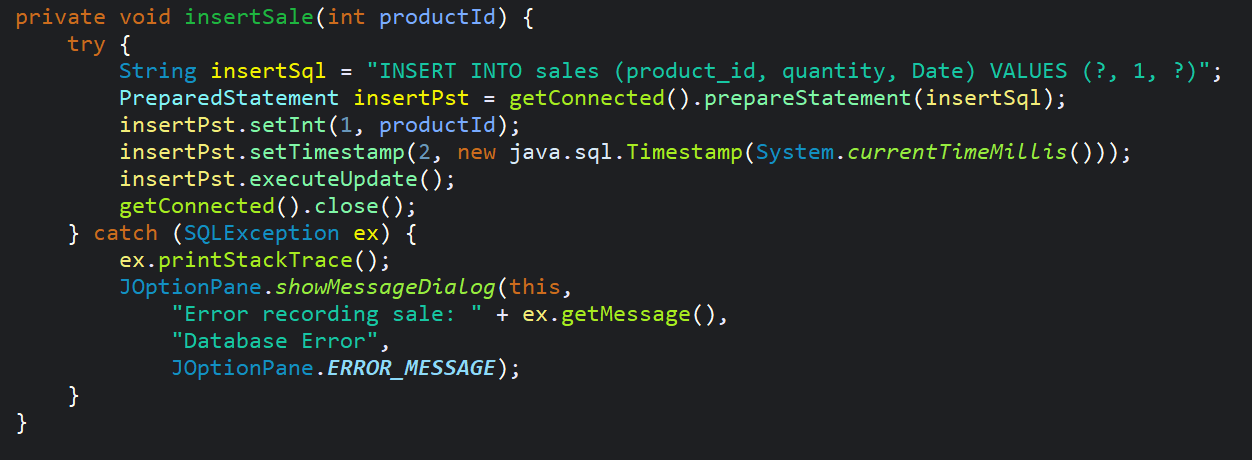 private void insertSale(int productId) {
    try {
        String insertSql = "INSERT INTO sales (product_id, quantity, Date) VALUES (?, 1, ?)";
        PreparedStatement insertPst = getConnected().prepareStatement(insertSql);
        insertPst.setInt(1, productId);
        insertPst.setTimestamp(2, new java.sql.Timestamp(System.currentTimeMillis()));
        insertPst.executeUpdate();
        getConnected().close();
    } catch (SQLException ex) {
        ex.printStackTrace();
        JOptionPane.showMessageDialog(this,
            "Error recording sale: " + ex.getMessage(),
            "Database Error",
            JOptionPane.ERROR_MESSAGE);
    }
}